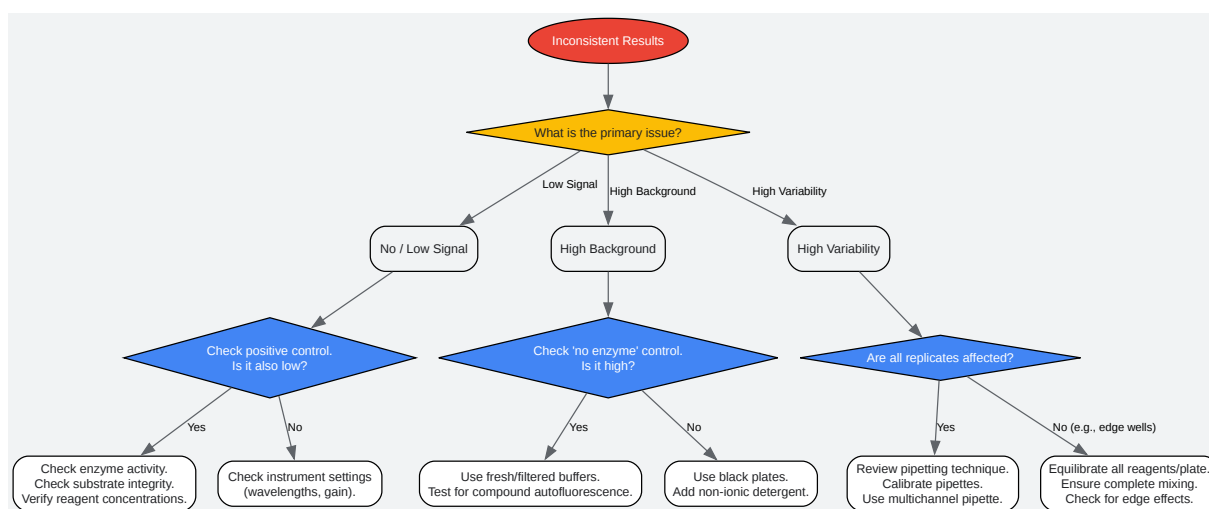 Inconsistent Results
What is the primary issue?
Low Signal
High Background
High Variability
No / Low Signal
High Background
High Variability
Check positive control.
Is it also low?
Check 'no enzyme' control.
Is it high?
Are all replicates affected?
Yes
No
Yes
No
Yes
No (e.g., edge wells)
Check enzyme activity.
Check substrate integrity.
Verify reagent concentrations.
Check instrument settings
(wavelengths, gain).
Use fresh/filtered buffers.
Test for compound autofluorescence.
Use black plates.
Add non-ionic detergent.
Review pipetting technique.
Calibrate pipettes.
Use multichannel pipette.
Equilibrate all reagents/plate.
Ensure complete mixing.
Check for edge effects.